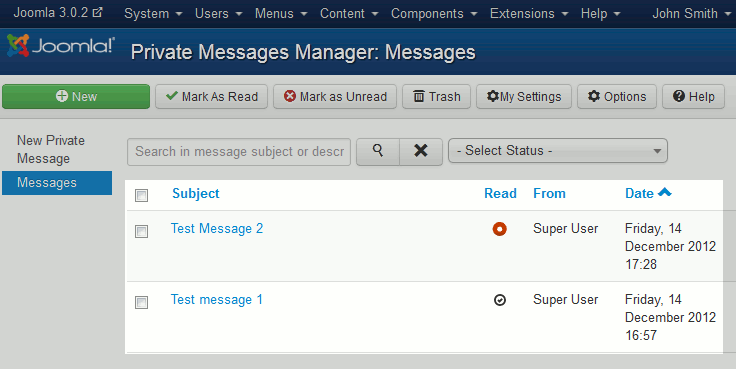 Joomla 3.0.2 System Users Menus Content Components Extensions Help John Smith
Joomla!® Private Messages Manager: Messages
New Mark As Read Mark as Unread Trash My Settings Options Help
New Private
Message
Messages
Search in message subject or descr - Select Status -
Subject Read From Date
Test Message 2 Super User Friday, 14
December 2012
17:28
Test message 1 Super User Friday, 14
December 2012
16:57